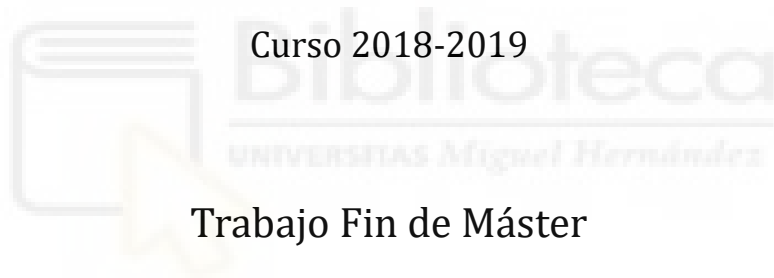 Curso 2018-2019
Biblioteca
UNIVERSITAS Miguel Hernández
Trabajo Fin de Máster